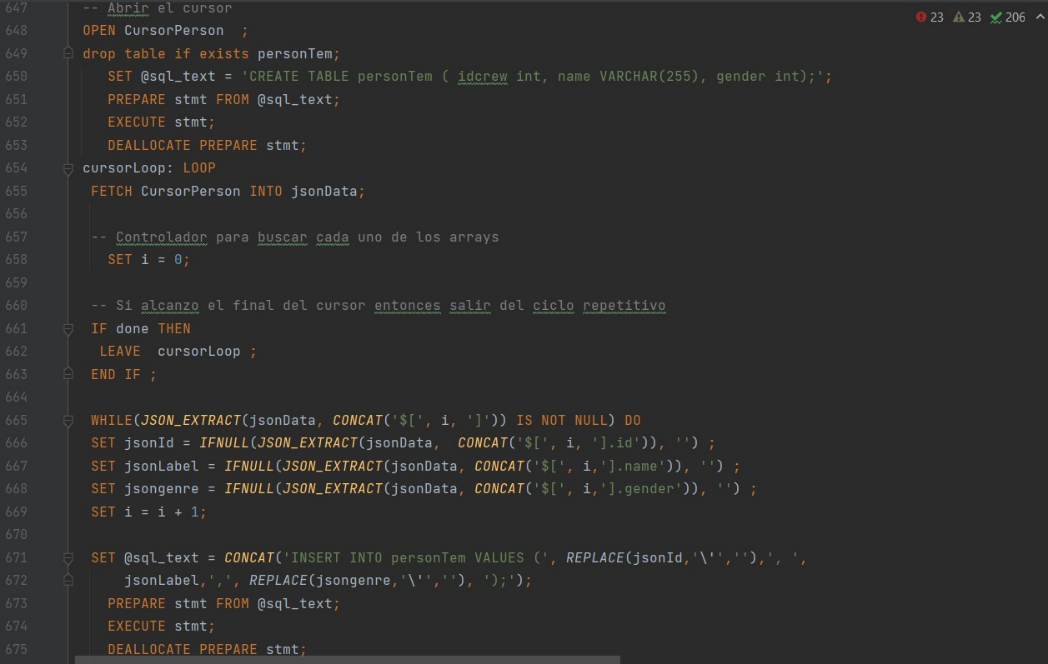 647 -- Abrir el cursor
23 23 206
648 OPEN CursorPerson ;
649 drop table if exists personTem;
650 SET @sql_text = 'CREATE TABLE personTem ( idcrew int, name VARCHAR(255), gender int);';
651 PREPARE stmt FROM @sql_text;
652 EXECUTE stmt;
653 DEALLOCATE PREPARE stmt;
654 cursorLoop: LOOP
655 FETCH CursorPerson INTO jsonData;
656
657 -- Controlador para buscar cada uno de los arrays
658 SET i = 0;
659
660 -- Si alcanzo el final del cursor entonces salir del ciclo repetitivo
661 IF done THEN
662 LEAVE cursorLoop ;
663 END IF ;
664
665 WHILE(JSON_EXTRACT(jsonData, CONCAT('$[', i, ']')) IS NOT NULL) DO
666 SET jsonId = IFNULL(JSON_EXTRACT(jsonData, CONCAT('$[', i, '].id')), '') ;
667 SET jsonLabel = IFNULL(JSON_EXTRACT(jsonData, CONCAT('$[', i,'].name')), '') ;
668 SET jsongenre = IFNULL(JSON_EXTRACT(jsonData, CONCAT('$[', i,'].gender')), '') ;
669 SET i = i + 1;
670
671 SET @sql_text = CONCAT('INSERT INTO personTem VALUES (', REPLACE(jsonId,'\'',''),', ',
672 jsonLabel,',', REPLACE(jsongenre,'\'',''), ');');
673 PREPARE stmt FROM @sql_text;
674 EXECUTE stmt;
675 DEALLOCATE PREPARE stmt;